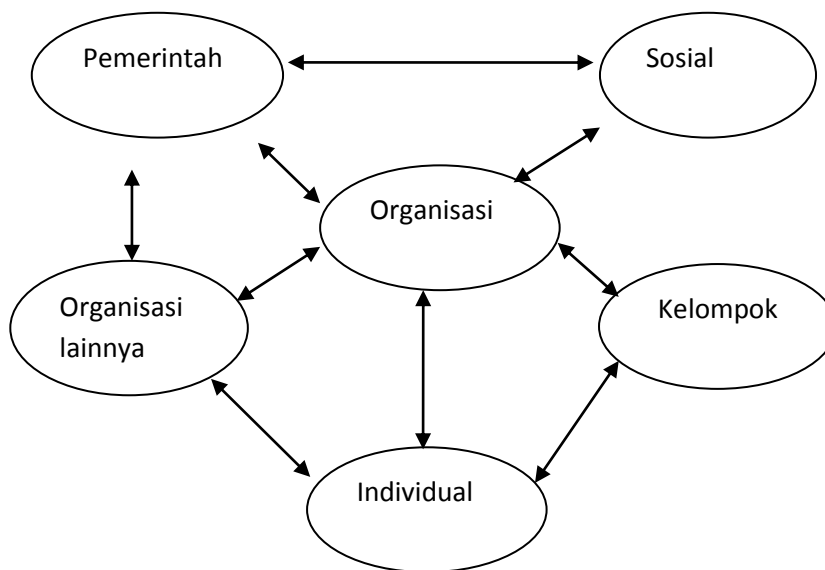 Pemerintah
Sosial
Organisasi
Organisasi
lainnya
Kelompok
Individual